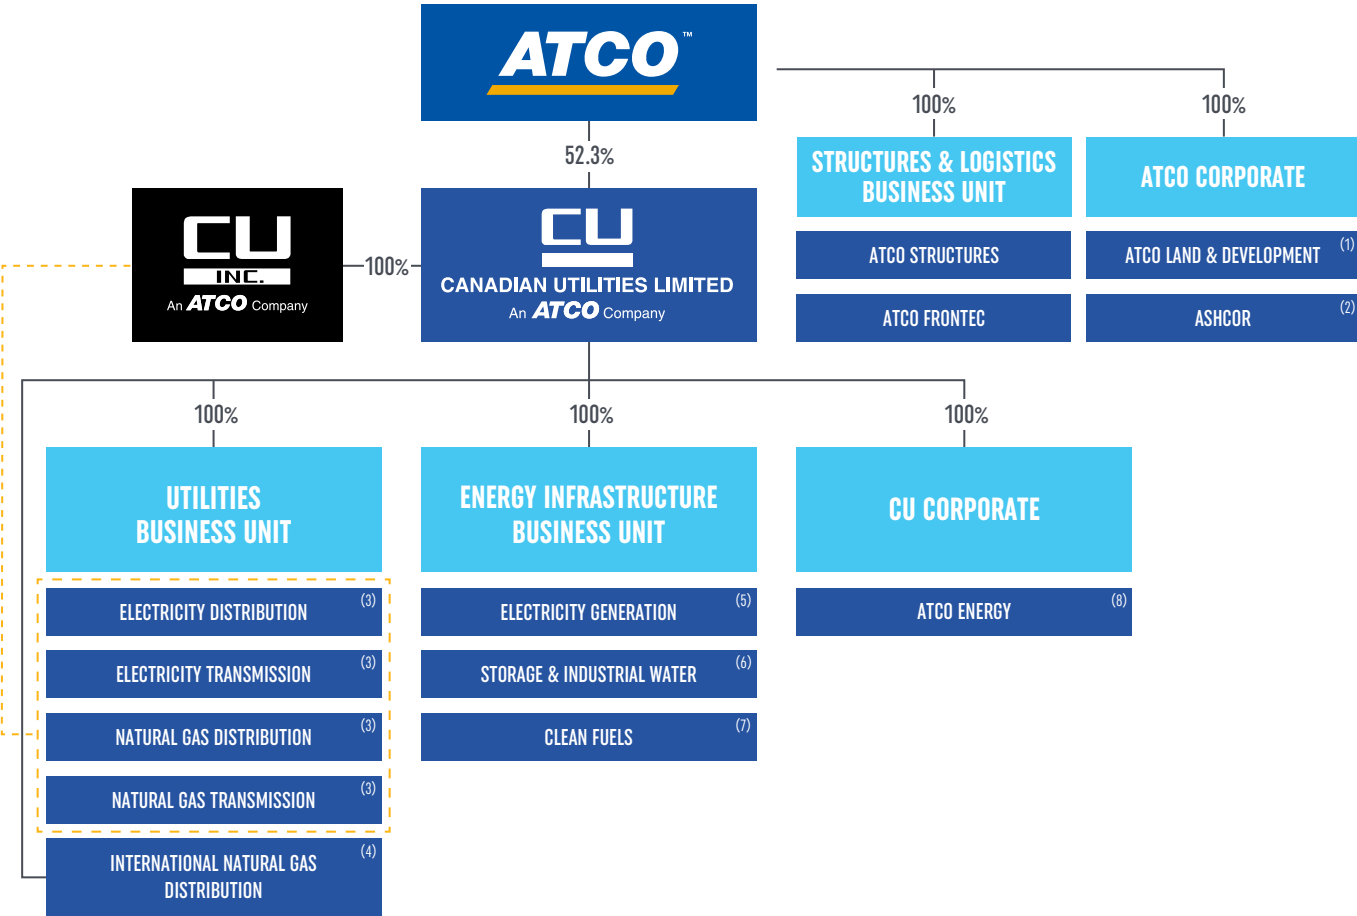 ATCO™
100%
100%
52.3%
STRUCTURES & LOGISTICS
BUSINESS UNIT
ATCO CORPORATE
CU
INC.
An ATCO Company
100%
CU
CANADIAN UTILITIES LIMITED
An ATCO Company
ATCO STRUCTURES
ATCO LAND & DEVELOPMENT (1)
ATCO FRONTEC
ASHCOR (2)
100%
100%
100%
UTILITIES
BUSINESS UNIT
ENERGY INFRASTRUCTURE
BUSINESS UNIT
CU CORPORATE
ELECTRICITY DISTRIBUTION (3)
ELECTRICITY GENERATION (5)
ATCO ENERGY (8)
ELECTRICITY TRANSMISSION (3)
STORAGE & INDUSTRIAL WATER (6)
NATURAL GAS DISTRIBUTION (3)
CLEAN FUELS (7)
NATURAL GAS TRANSMISSION (3)
INTERNATIONAL NATURAL GAS (4)
DISTRIBUTION